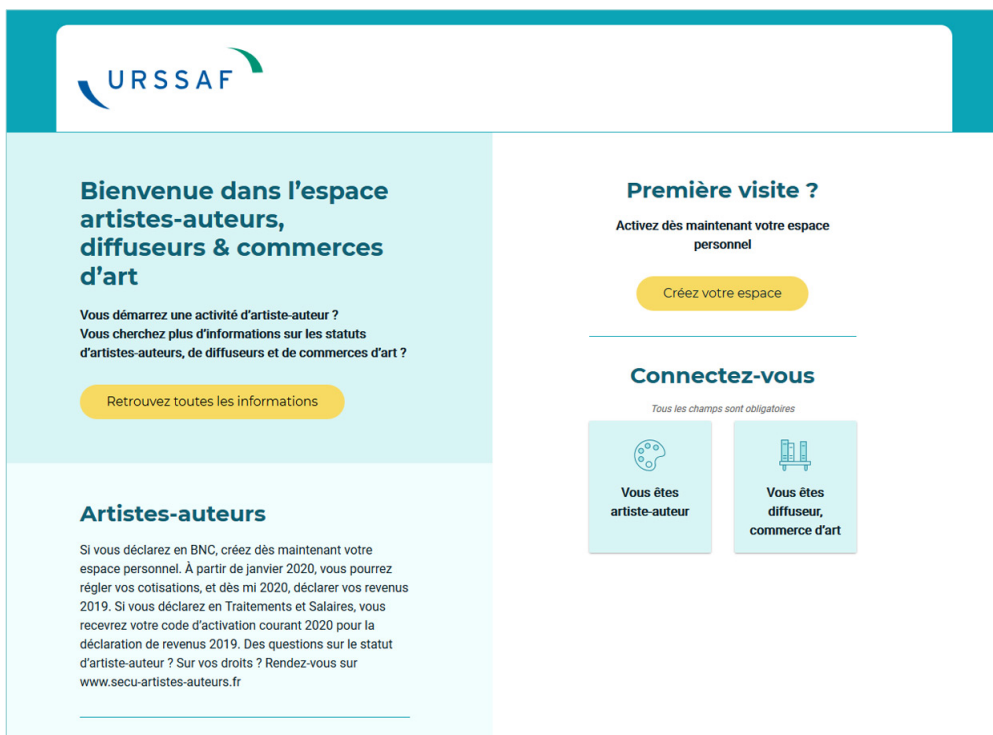 URSSAF
Bienvenue dans l’espace
artistes-auteurs,
diffuseurs & commerces
d’art
Vous démarrez une activité d’artiste-auteur ?
Vous cherchez plus d’informations sur les statuts
d’artistes-auteurs, de diffuseurs et de commerces d’art ?
Retrouvez toutes les informations
Artistes-auteurs
Si vous déclarez en BNC, créez dès maintenant votre
espace personnel. À partir de janvier 2020, vous pourrez
régler vos cotisations, et dès mi 2020, déclarer vos revenus
2019. Si vous déclarez en Traitements et Salaires, vous
recevrez votre code d’activation courant 2020 pour la
déclaration de revenus 2019. Des questions sur le statut
d’artiste-auteur ? Sur vos droits ? Rendez-vous sur
www.secu-artistes-auteurs.fr
Première visite ?
Activez dès maintenant votre espace
personnel
Créez votre espace
Connectez-vous
Tous les champs sont obligatoires
Vous êtes
artiste-auteur
Vous êtes
diffuseur,
commerce d’art